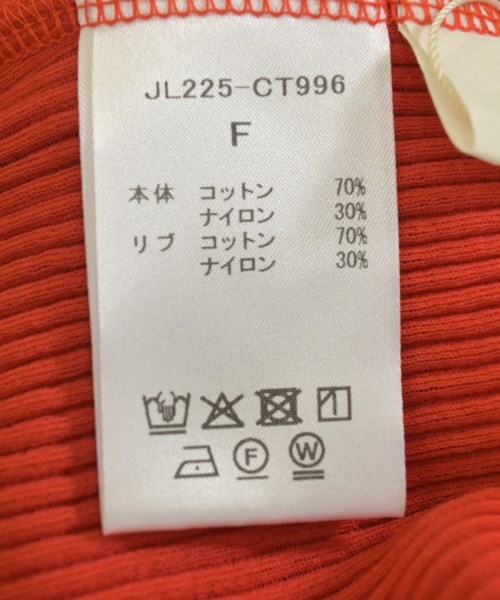 JL225-CT996
F
本体 コットン 70%
ナイロン 30%
リブ コットン 70%
ナイロン 30%
F W